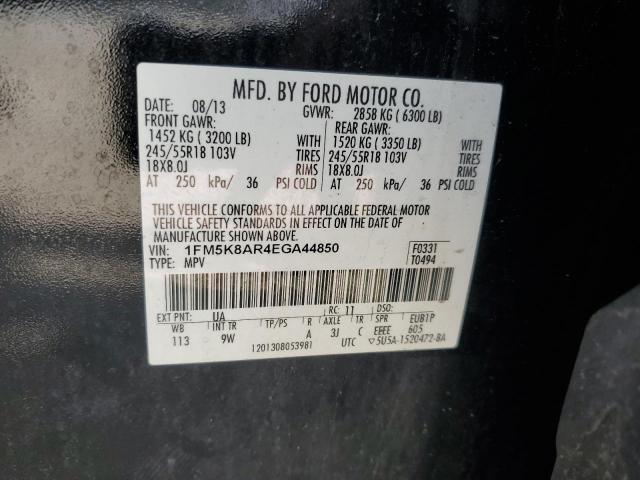 MFD. BY FORD MOTOR CO.
DATE: 08/13 GVWR: 2858 KG ( 6300 LB)
FRONT GAWR: REAR GAWR:
1452 KG ( 3200 LB) WITH 1520 KG ( 3350 LB) WITH
245/55R18 103V TIRES 245/55R18 103V TIRES
18X8.0J RIMS 18X8.0J RIMS
AT 250 kPa/ 36 PSI COLD AT 250 kPa/ 36 PSI COLD
THIS VEHICLE CONFORMS TO ALL APPLICABLE FEDERAL MOTOR
VEHICLE SAFETY STANDARDS IN EFFECT ON THE DATE OF
MANUFACTURE SHOWN ABOVE.
VIN: 1FM5K8AR4EGA44850 F0331
TYPE: MPV T0494
EXT PNT: UA RC: 11 DSO:
WB INT TR TP/PS R AXLE TR SPR EUB1P
113 9W A 3J C EEEE 605
1201308053981 UTC ▽5U5A-1520472-BA